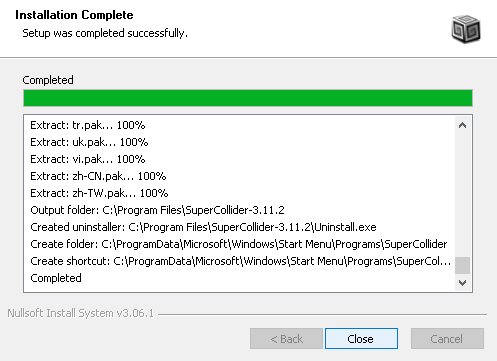 Installation Complete
Setup was completed successfully.
Completed
Extract: tr.pak... 100%
Extract: uk.pak... 100%
Extract: vi.pak... 100%
Extract: zh-CN.pak... 100%
Extract: zh-TW.pak... 100%
Output folder: C:\Program Files\SuperCollider-3.11.2
Created uninstaller: C:\Program Files\SuperCollider-3.11.2\Uninstall.exe
Create folder: C:\ProgramData\Microsoft\Windows\Start Menu\Programs\SuperCollider
Create shortcut: C:\ProgramData\Microsoft\Windows\Start Menu\Programs\SuperCol...
Completed
Nullsoft Install System v3.06.1
< Back Close Cancel